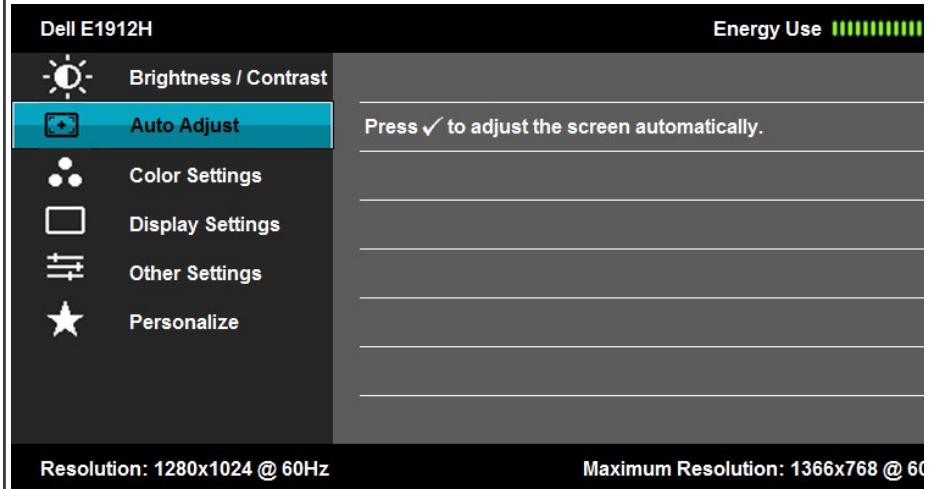 Dell E1912H
Energy Use
Brightness / Contrast
Auto Adjust
Press ✓ to adjust the screen automatically.
Color Settings
Display Settings
Other Settings
Personalize
Resolution: 1280x1024 @ 60Hz
Maximum Resolution: 1366x768 @ 60